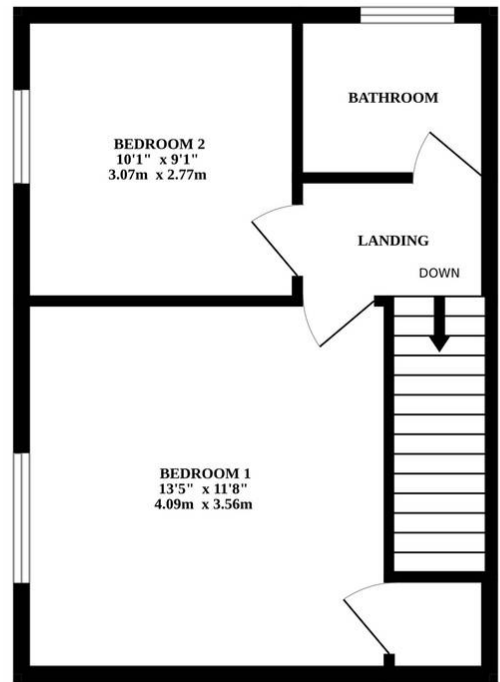 BATHROOM
BEDROOM 2
10'1" x 9'1"
3.07m x 2.77m
LANDING
DOWN
BEDROOM 1
13'5" x 11'8"
4.09m x 3.56m